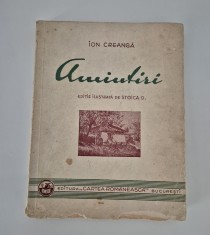 ION CREANGĂ
Amintiri
EDIȚIE ILUSTRATĂ DE STOICA D.
EDITURA „CARTEA ROMÂNEASCĂ” BUCUREȘTI